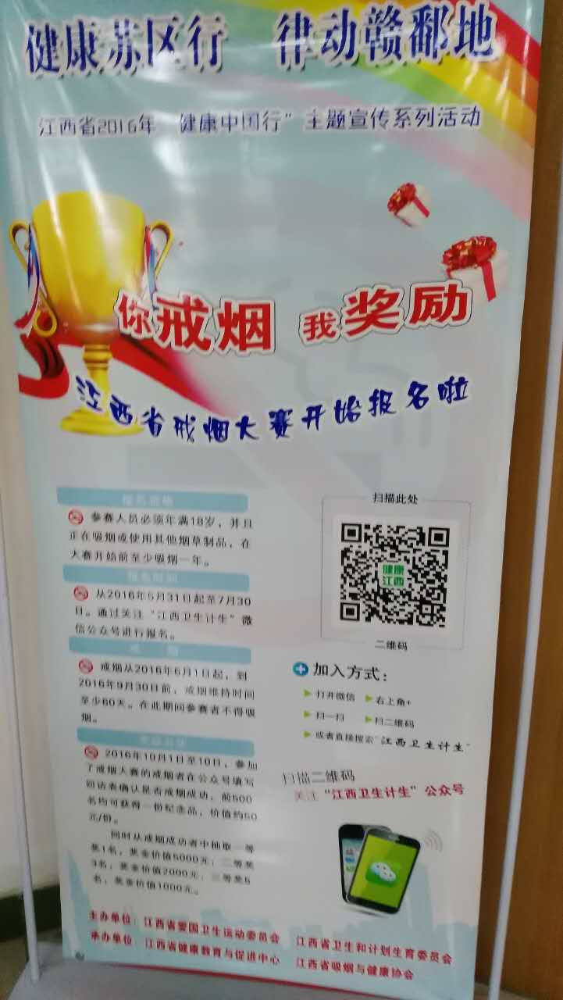 健康苏区行 律动赣鄱地
江西省2016年“健康中国行”主题宣传系列活动
你戒烟 我奖励
江西省戒烟大赛开始报名啦
报名资格
参赛人员必须年满18岁，并且
正在吸烟或使用其他烟草制品，在
大赛开始前至少吸烟一年。
报名时间
从2016年5月31日起至7月30
日。通过关注“江西卫生计生”微
信公众号进行报名。
戒 烟
戒烟从2016年6月1日起，到
2016年9月30日前，戒烟维持时间
至少60天。在此期间参赛者不得吸
烟。
2016年10月1日至10日，参加
了戒烟大赛的戒烟者在公众号填写
回访表确认是否戒烟成功，前500
名均可获得一份纪念品，价值约50
元/份。
同时从戒烟成功者中抽取一等
奖1名，奖金价值5000元；二等奖
3名，奖金价值2000元；三等奖5
名，奖金价值1000元。
扫描此处
健康
江西
二维码
加入方式：
打开微信 右上角+
扫一扫 扫二维码
或者直接搜索“江西卫生计生”
扫描二维码
关注“江西卫生计生”公众号
主办单位：江西省爱国卫生运动委员会 江西省卫生和计划生育委员会
承办单位：江西省健康教育与促进中心 江西省吸烟与健康协会